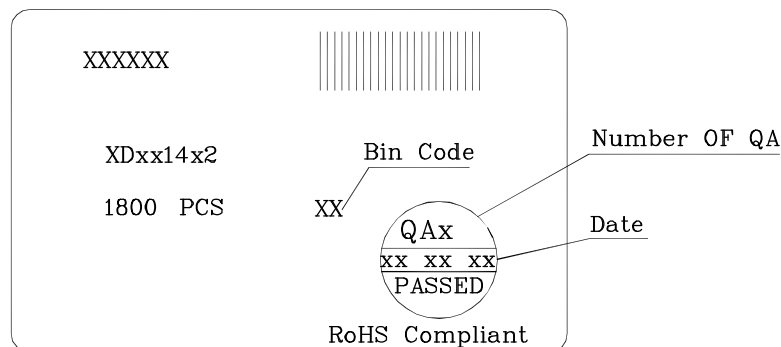 XXXXXX
XDxx14x2
Bin Code
Number OF QA
1800 PCS
XX
QAx
Date
xx xx xx
PASSED
RoHS Compliant